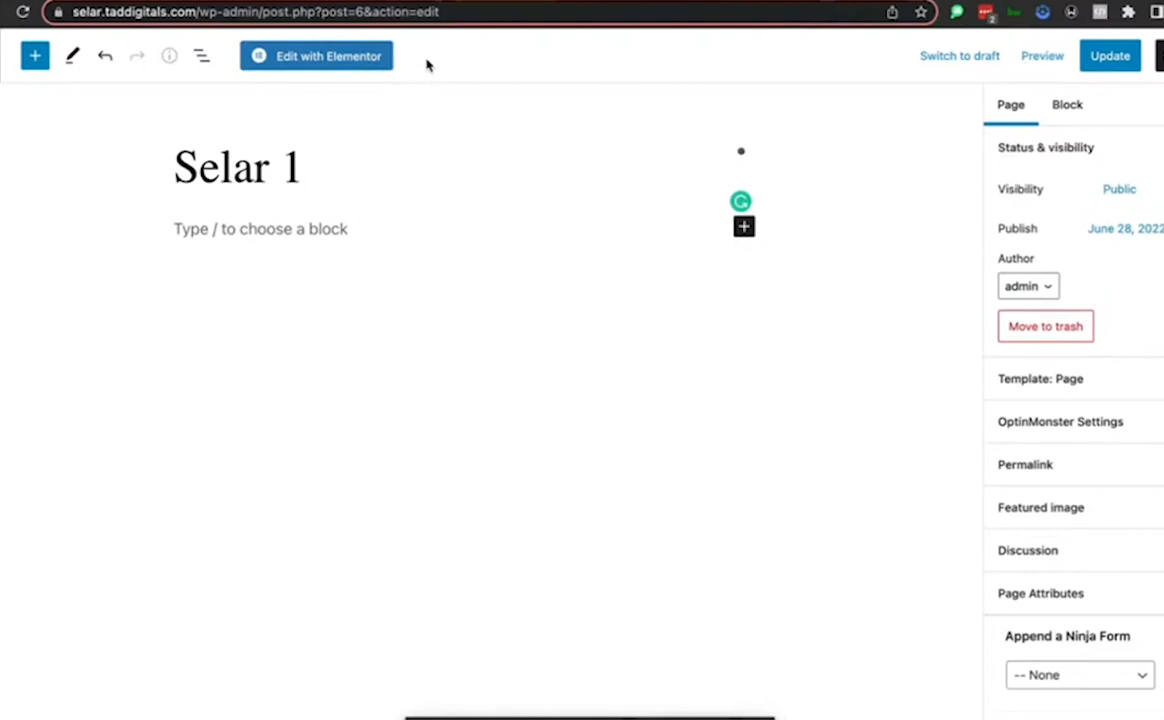 selar.taddigitals.com/wp-admin/post.php?post=6&action=edit
2
Edit with Elementor
Switch to draft
Preview
Update
Page
Block
Selar 1
Type / to choose a block
Status & visibility
Visibility
Public
Publish
June 28, 2022
Author
admin
Move to trash
Template: Page
OptinMonster Settings
Permalink
Featured image
Discussion
Page Attributes
Append a Ninja Form
-- None